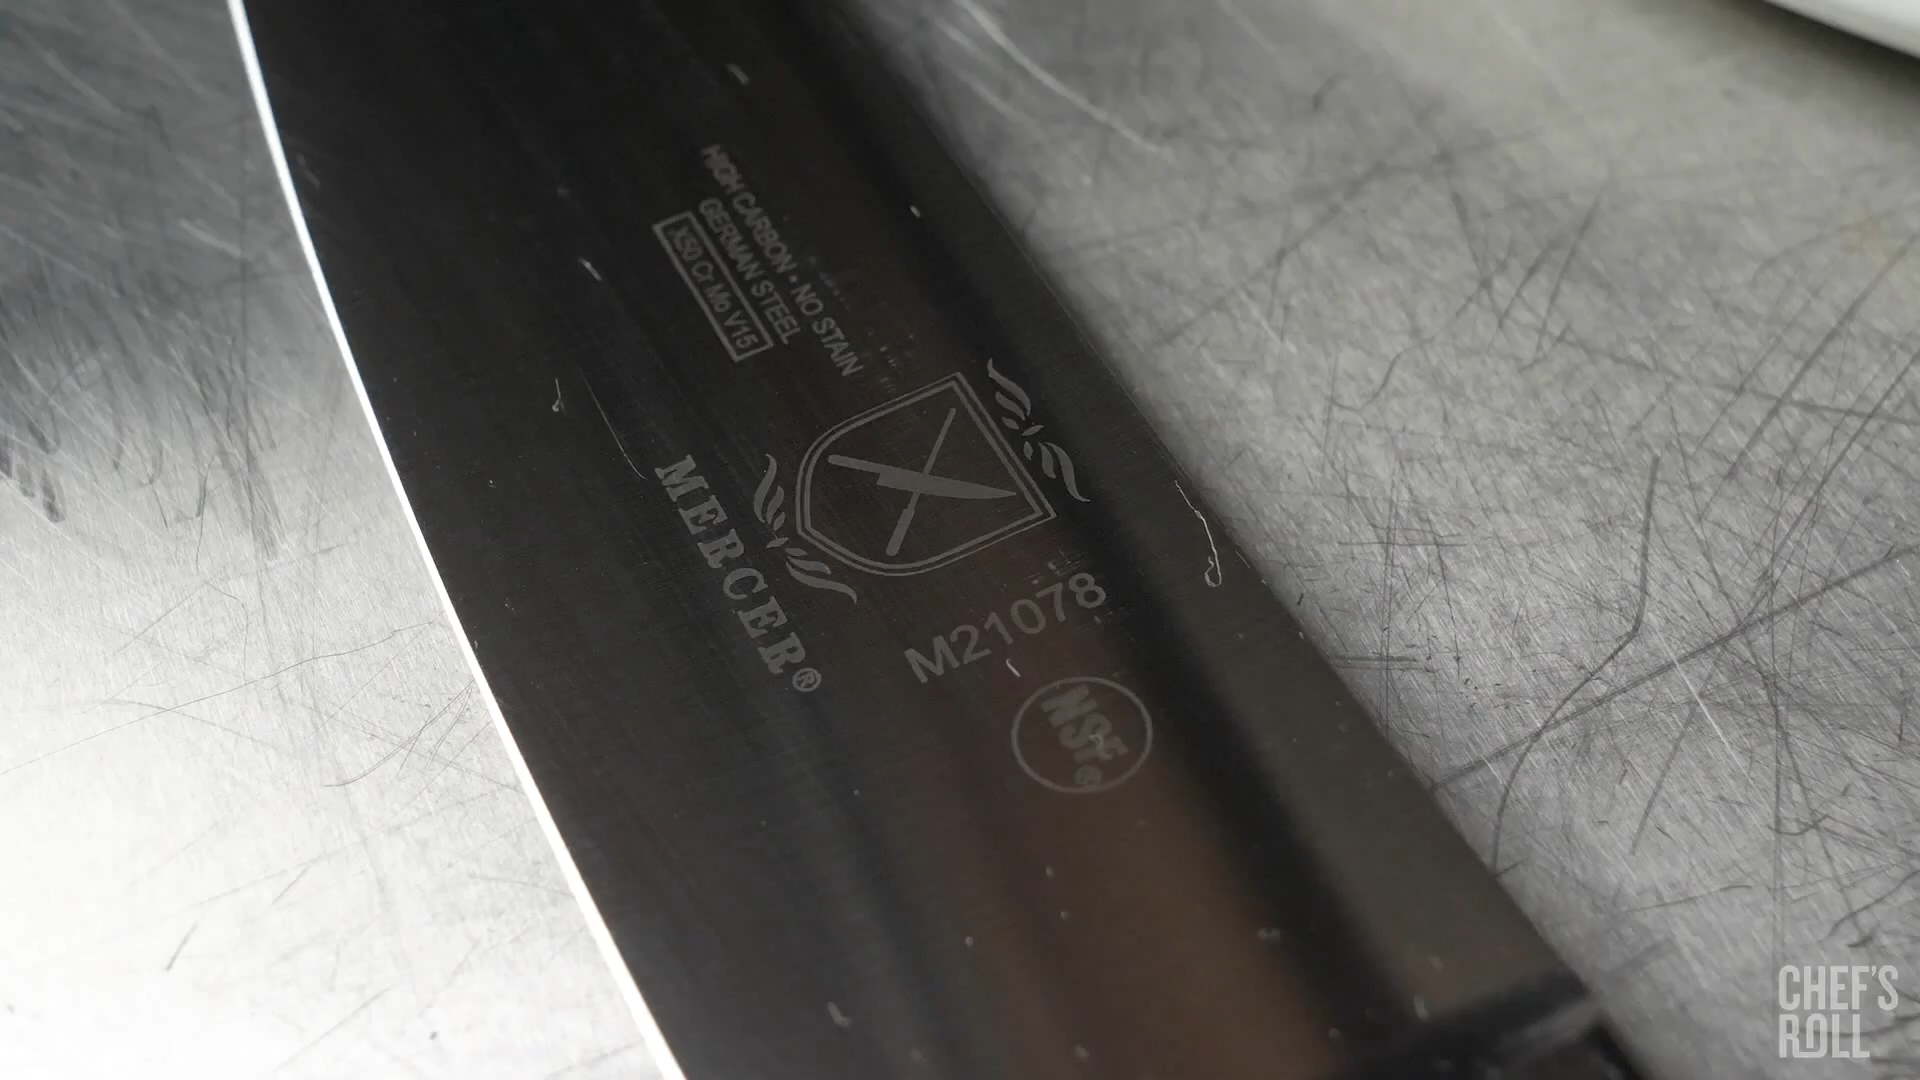 HIGH CARBON • NO STAIN
GERMAN STEEL
X50 Cr Mo V15
MERCER®
M21078
NSF®
CHEF'S
ROLL